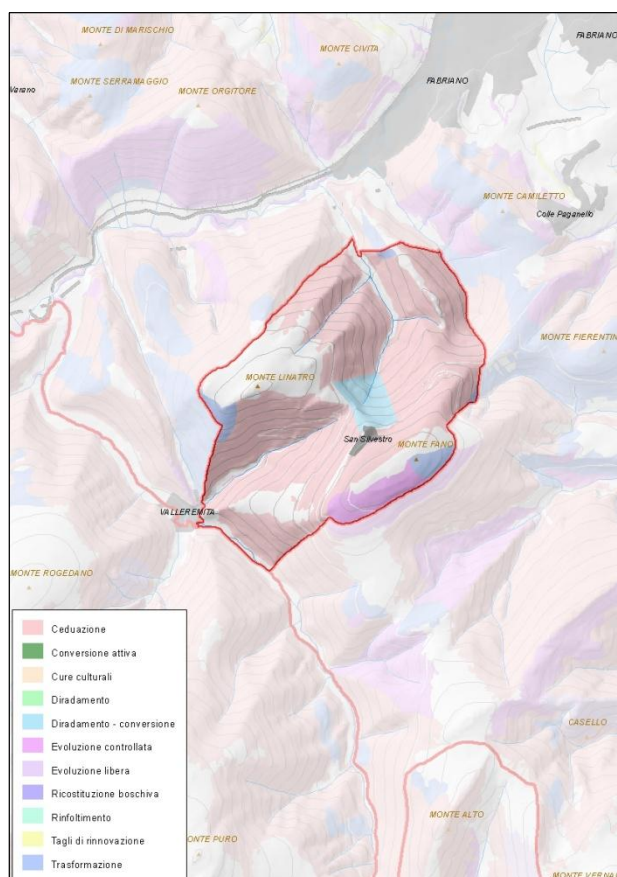 MONTE DI MARISCHIO
MONTE CIVITA
FABRIANO
MONTE SERRAMAGGIO
FABRIANO
Varano
MONTE ORGITORE
MONTE CAMILETTO
Colle Paganello
MONTE FIERENTIN
MONTE LINATRO
San Silvestro
MONTE FANO
VALLEREMITA
MONTE ROGEDANO
Ceduazione
Conversione attiva
Cure culturali
Diradamento
Diradamento - conversione
Evoluzione controllata
Evoluzione libera
Ricostituzione boschiva
Rinfoltimento
Tagli di rinnovazione
Trasformazione
CASELLO
MONTE ALTO
ONTE PURO
MONTE VERNA